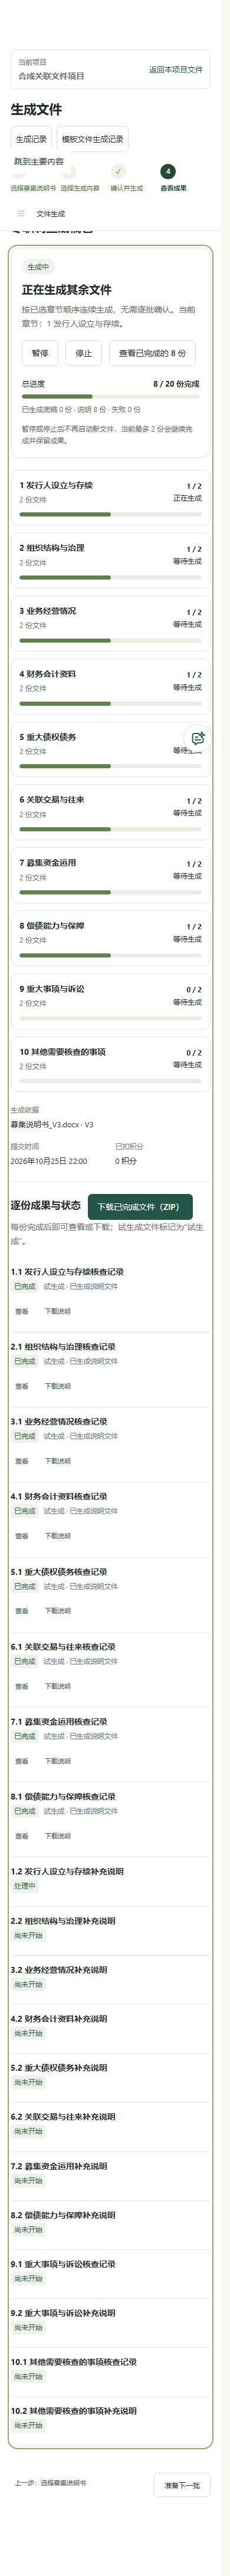 当前项目
合成关联文件项目
返回本项目文件
生成文件
生成记录
模板文件生成记录
跳到主要内容
✓
4
选择募集说明书
选择生成内容
确认并生成
查看成果
文件生成
生成中
正在生成其余文件
按已选章节顺序连续生成，无需逐批确认。当前
章节：1 发行人设立与存续。
暂停
停止
查看已完成的 8 份
总进度
8 / 20 份完成
已生成底稿 0 份 · 说明 8 份 · 失败 0 份
暂停或停止后不再启动新文件，当前最多 2 份会继续完
成并保留成果。
1 发行人设立与存续
1 / 2
2 份文件
正在生成
2 组织结构与治理
1 / 2
2 份文件
等待生成
3 业务经营情况
1 / 2
2 份文件
等待生成
4 财务会计资料
1 / 2
2 份文件
等待生成
5 重大债权债务
1 / 2
2 份文件
等待生成
6 关联交易与往来
1 / 2
2 份文件
等待生成
7 募集资金运用
1 / 2
2 份文件
等待生成
8 偿债能力与保障
1 / 2
2 份文件
等待生成
9 重大事项与诉讼
0 / 2
2 份文件
等待生成
10 其他需要核查的事项
0 / 2
2 份文件
等待生成
生成依据
募集说明书_V3.docx · V3
提交时间
已扣积分
2026年10月25日 22:00
0 积分
逐份成果与状态
下载已完成文件（ZIP）
每份完成后即可查看或下载；试生成文件标记为“试生
成”。
1.1 发行人设立与存续核查记录
已完成
试生成 · 已生成说明文件
查看
下载说明
2.1 组织结构与治理核查记录
已完成
试生成 · 已生成说明文件
查看
下载说明
3.1 业务经营情况核查记录
已完成
试生成 · 已生成说明文件
查看
下载说明
4.1 财务会计资料核查记录
已完成
试生成 · 已生成说明文件
查看
下载说明
5.1 重大债权债务核查记录
已完成
试生成 · 已生成说明文件
查看
下载说明
6.1 关联交易与往来核查记录
已完成
试生成 · 已生成说明文件
查看
下载说明
7.1 募集资金运用核查记录
已完成
试生成 · 已生成说明文件
查看
下载说明
8.1 偿债能力与保障核查记录
已完成
试生成 · 已生成说明文件
查看
下载说明
1.2 发行人设立与存续补充说明
处理中
2.2 组织结构与治理补充说明
尚未开始
3.2 业务经营情况补充说明
尚未开始
4.2 财务会计资料补充说明
尚未开始
5.2 重大债权债务补充说明
尚未开始
6.2 关联交易与往来补充说明
尚未开始
7.2 募集资金运用补充说明
尚未开始
8.2 偿债能力与保障补充说明
尚未开始
9.1 重大事项与诉讼核查记录
尚未开始
9.2 重大事项与诉讼补充说明
尚未开始
10.1 其他需要核查的事项核查记录
尚未开始
10.2 其他需要核查的事项补充说明
尚未开始
上一步：选择募集说明书
准备下一批